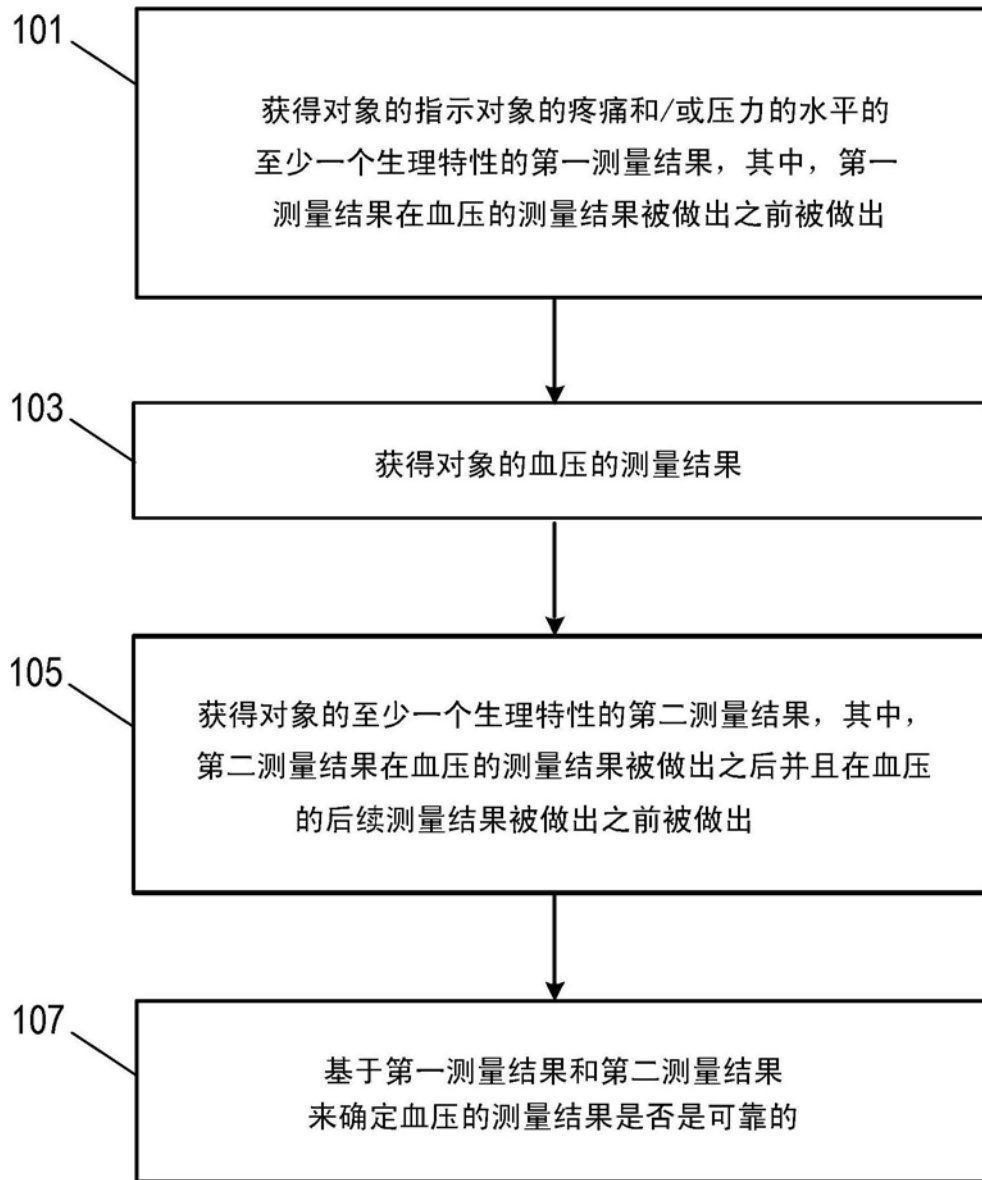 101
获得对象的指示对象的疼痛和/或压力的水平的
至少一个生理特性的第一测量结果，其中，第一
测量结果在血压的测量结果被做出之前被做出
103
获得对象的血压的测量结果
105
获得对象的至少一个生理特性的第二测量结果，其中，
第二测量结果在血压的测量结果被做出之后并且在血压
的后续测量结果被做出之前被做出
107
基于第一测量结果和第二测量结果
来确定血压的测量结果是否是可靠的